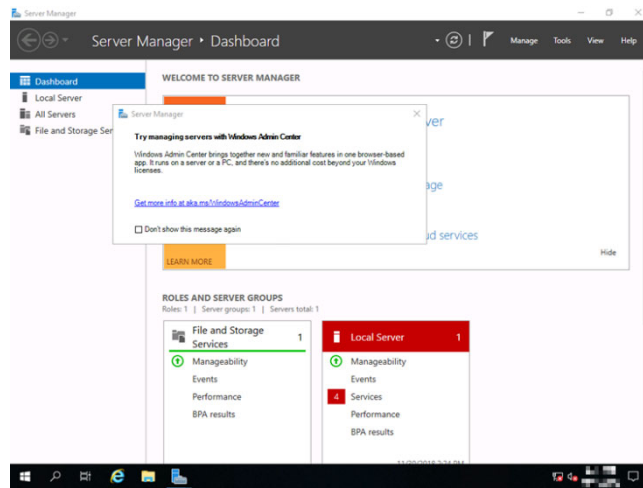 Server Manager
Server Manager • Dashboard
Manage Tools View Help
Dashboard
Local Server
All Servers
File and Storage Ser
WELCOME TO SERVER MANAGER
Server Manager
Try managing servers with Windows Admin Center
Windows Admin Center brings together new and familiar features in one browser-based
app. It runs on a server or a PC, and there's no additional cost beyond your Windows
licenses.
Get more info at aka.ms/WindowsAdminCenter
Don't show this message again
ver
age
ud services
LEARN MORE
Hide
ROLES AND SERVER GROUPS
Roles: 1 | Server groups: 1 | Servers total: 1
File and Storage
Services
1
Manageability
Events
Performance
BPA results
Local Server 1
Manageability
Events
4 Services
Performance
BPA results